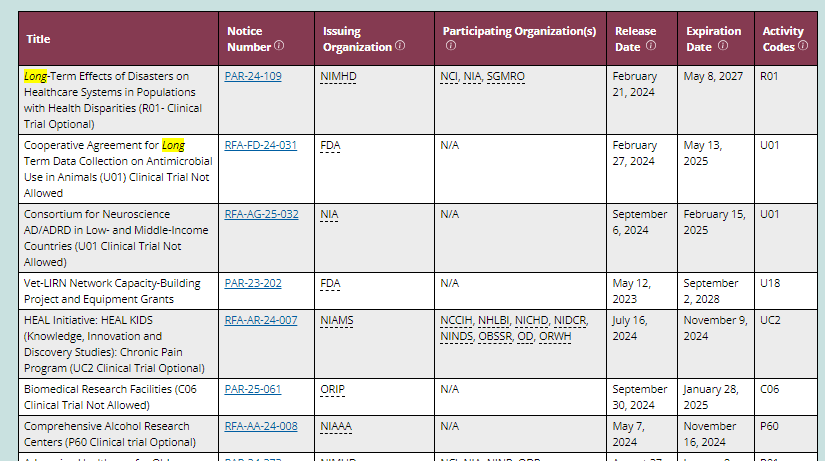 Title
Notice
Number
Issuing
Organization
Participating Organization(s)
Release
Date
Expiration
Date
Activity
Codes
Long-Term Effects of Disasters on
Healthcare Systems in Populations
with Health Disparities (R01- Clinical
Trial Optional)
PAR-24-109
NIMHD
NCI, NIA, SGMRO
February
21, 2024
May 8, 2027
R01
Cooperative Agreement for Long
Term Data Collection on Antimicrobial
Use in Animals (U01) Clinical Trial Not
Allowed
RFA-FD-24-031
FDA
N/A
February
27, 2024
May 13,
2025
U01
Consortium for Neuroscience
AD/ADRD in Low- and Middle-Income
Countries (U01 Clinical Trial Not
Allowed)
RFA-AG-25-032
NIA
N/A
September
6, 2024
February 15,
2025
U01
Vet-LIRN Network Capacity-Building
Project and Equipment Grants
PAR-23-202
FDA
N/A
May 12,
2023
September
2, 2028
U18
HEAL Initiative: HEAL KIDS
(Knowledge, Innovation and
Discovery Studies): Chronic Pain
Program (UC2 Clinical Trial Optional)
RFA-AR-24-007
NIAMS
NCCIH, NHLBI, NICHD, NIDCR,
NINDS, OBSSR, OD, ORWH
July 16,
2024
November 9,
2024
UC2
Biomedical Research Facilities (C06
Clinical Trial Not Allowed)
PAR-25-061
ORIP
N/A
September
30, 2024
January 28,
2025
C06
Comprehensive Alcohol Research
Centers (P60 Clinical trial Optional)
RFA-AA-24-008
NIAAA
N/A
May 7,
2024
November
16, 2024
P60